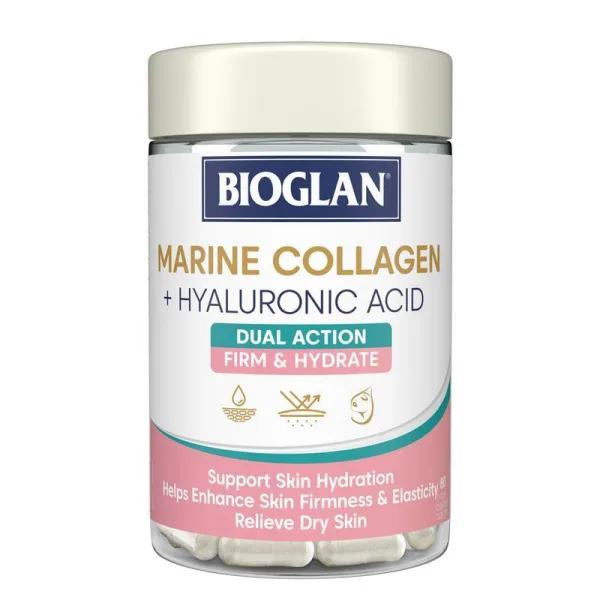 BIOGLAN®
MARINE COLLAGEN
+ HYALURONIC ACID
DUAL ACTION
FIRM & HYDRATE
Support Skin Hydration
Helps Enhance Skin Firmness & Elasticity
Relieve Dry Skin
60